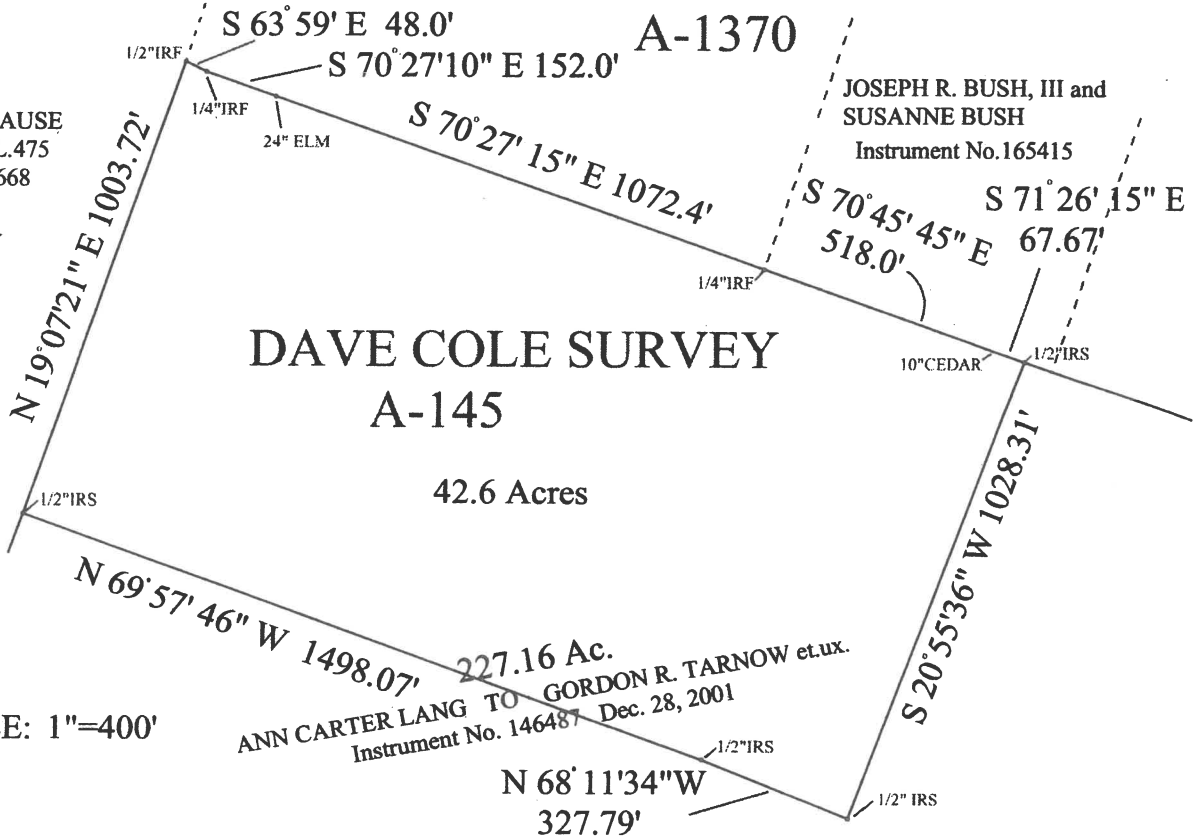 S 63°59' E 48.0'
A-1370
1/2"IRF
S 70°27'10" E 152.0'
JOSEPH R. BUSH, III and
SUSANNE BUSH
Instrument No.165415
1/4"IRF
24" ELM
AUSE
.475
668
S 70°27' 15" E 1072.4'
S 70°45' 45" E
518.0'
S 71°26' 15" E
67.67'
N 19°07'21" E 1003.72'
1/4"IRF
DAVE COLE SURVEY
A-145
10"CEDAR
1/2"IRS
42.6 Acres
1/2"IRS
S 20°55'36" W 1028.31'
N 69°57' 46" W 1498.07'
227.16 Ac.
ANN CARTER LANG TO GORDON R. TARNOW et.ux.
Instrument No. 146487 Dec. 28, 2001
E: 1"=400'
1/2"IRS
N 68°11'34"W
327.79'
1/2" IRS